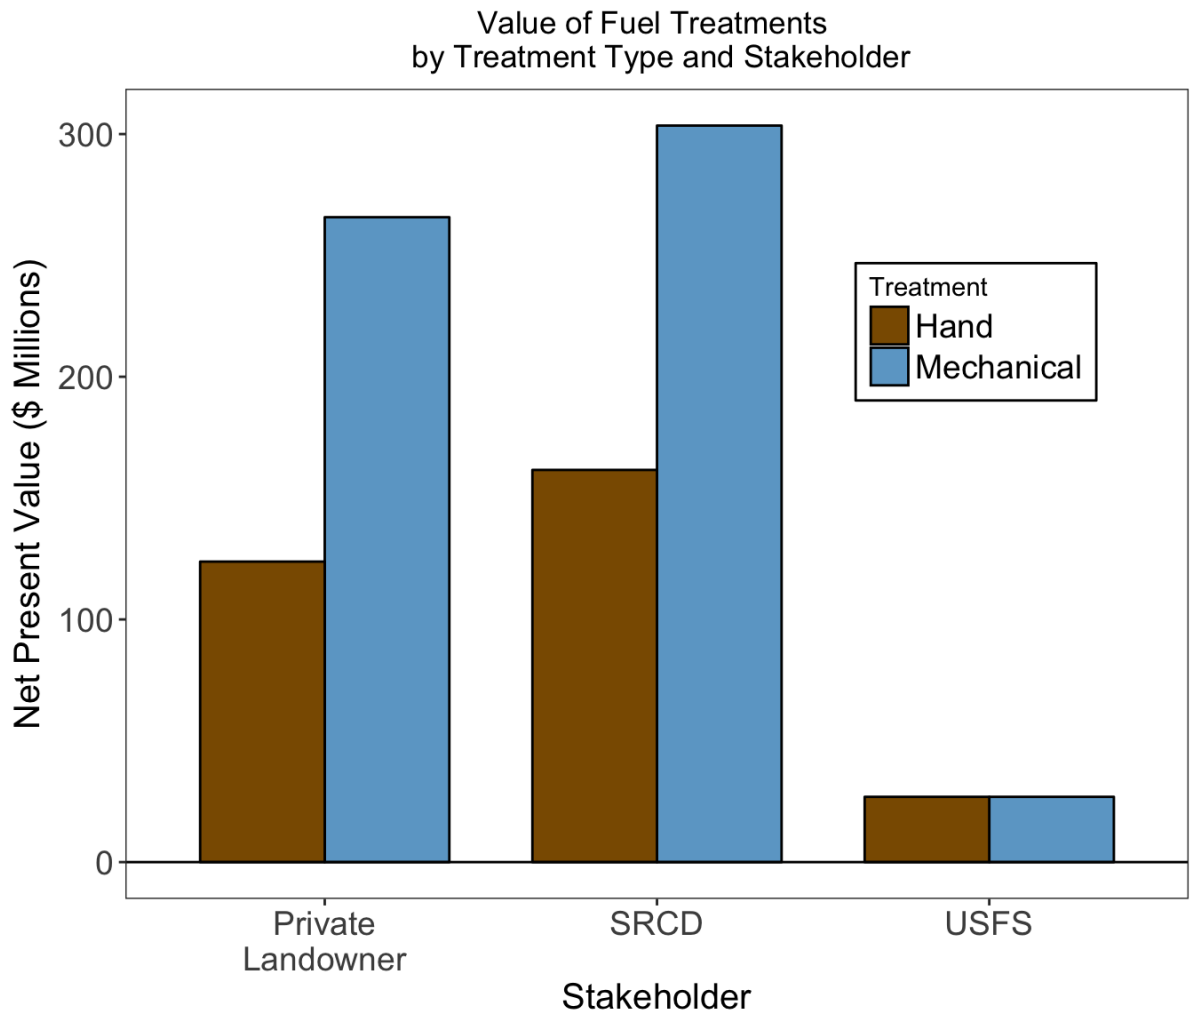 Value of Fuel Treatments
by Treatment Type and Stakeholder
Net Present Value ($ Millions)
300
200
100
0
Treatment
Hand
Mechanical
Private
Landowner
SRCD
USFS
Stakeholder